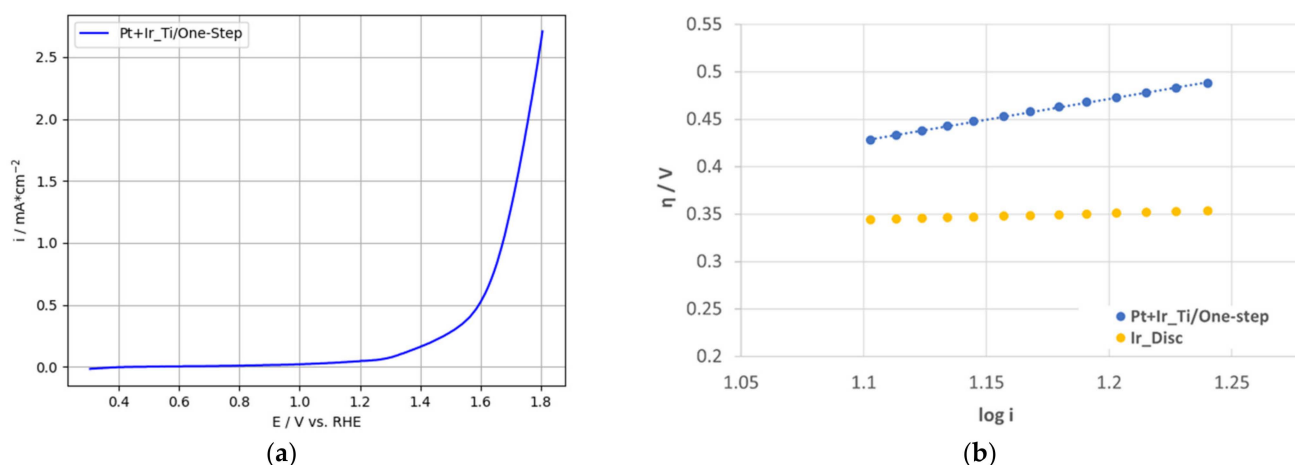 Pt+Ir_Ti/One-Step
2.5
2.0
1.5
1.0
0.5
0.0
i / mA*cm⁻²
0.4 0.6 0.8 1.0 1.2 1.4 1.6 1.8
E / V vs. RHE
(a)
0.55
0.5
0.45
0.4
0.35
0.3
0.25
0.2
η / V
Pt+Ir_Ti/One-step
Ir_Disc
1.05 1.1 1.15 1.2 1.25
log i
(b)